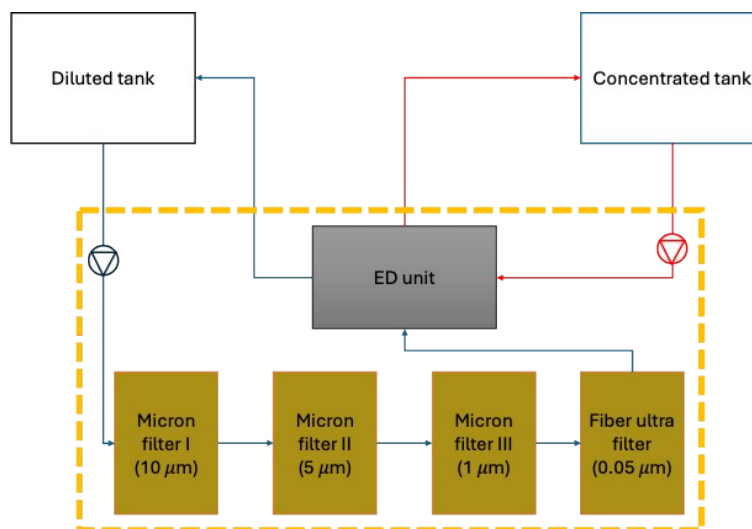 Diluted tank
Concentrated tank
ED unit
Micron
filter I
(10 𝜇m)
Micron
filter II
(5 𝜇m)
Micron
filter III
(1 𝜇m)
Fiber ultra
filter
(0.05 𝜇m)